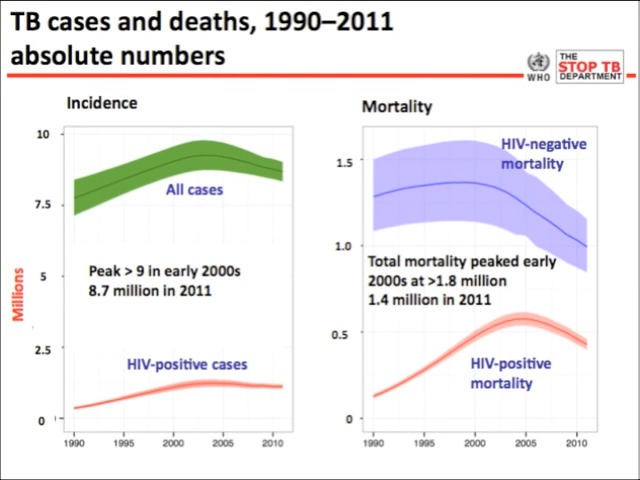 TB cases and deaths, 1990–2011
absolute numbers
WHO
THE
STOP TB
DEPARTMENT
Incidence
Mortality
Millions
10
7.5
5
2.5
0
All cases
Peak > 9 in early 2000s
8.7 million in 2011
HIV-positive cases
1990
1995
2000
2005
2010
1.5
1.0
0.5
0
HIV-negative
mortality
Total mortality peaked early
2000s at >1.8 million
1.4 million in 2011
HIV-positive
mortality
1990
1995
2000
2005
2010